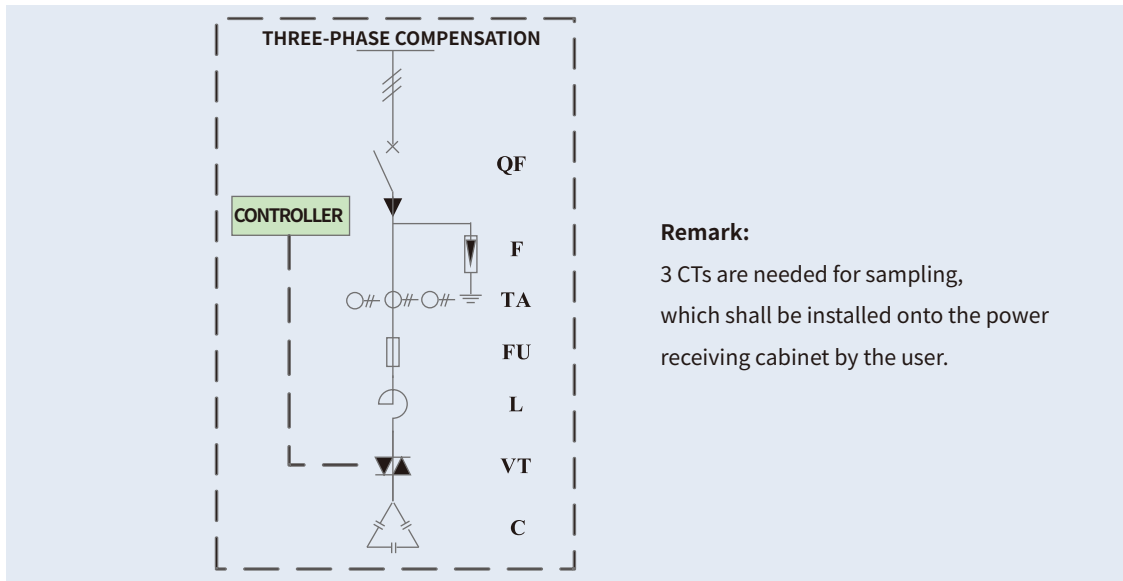 THREE-PHASE COMPENSATION
QF
CONTROLLER
F
TA
FU
L
VT
C
Remark:
3 CTs are needed for sampling,
which shall be installed onto the power
receiving cabinet by the user.